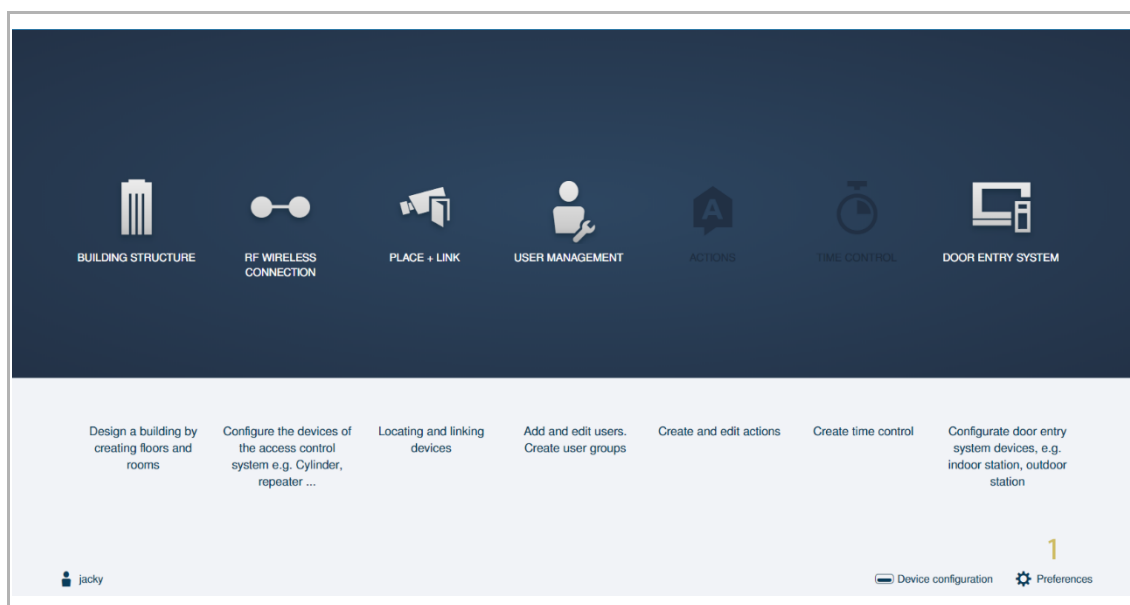 BUILDING STRUCTURE
RF WIRELESS
CONNECTION
PLACE + LINK
USER MANAGEMENT
A
ACTIONS
TIME CONTROL
DOOR ENTRY SYSTEM
Design a building by
creating floors and
rooms
Configure the devices of
the access control
system e.g. Cylinder,
repeater ...
Locating and linking
devices
Add and edit users.
Create user groups
Create and edit actions
Create time control
Configurate door entry
system devices, e.g.
indoor station, outdoor
station
1
jacky
Device configuration
Preferences